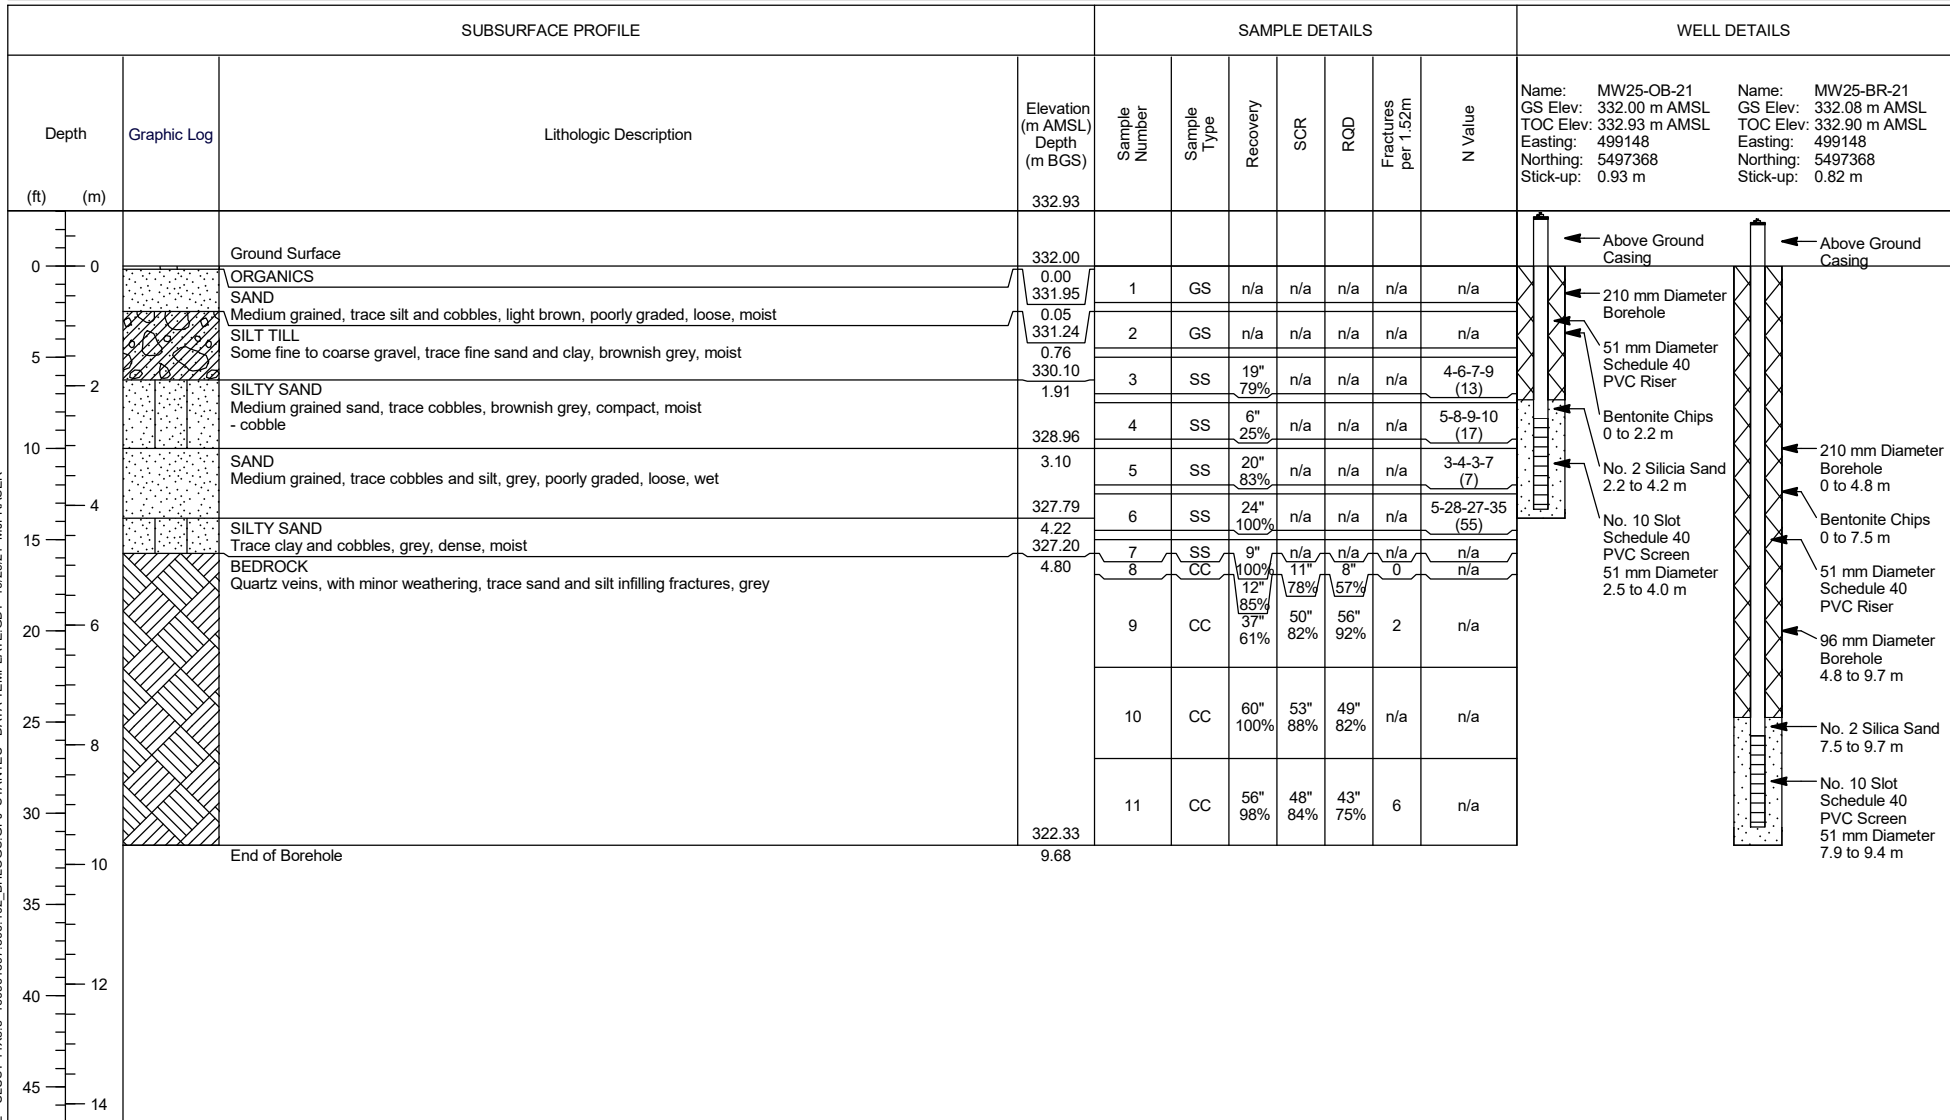 SUBSURFACE PROFILE
SAMPLE DETAILS
WELL DETAILS
Depth
(ft)
(m)
Graphic Log
Lithologic Description
Elevation
(m AMSL)
Depth
(m BGS)
332.93
Sample
Number
Sample
Type
Recovery
SCR
RQD
Fractures
per 1.52m
N Value
Name: MW25-OB-21
GS Elev: 332.00 m AMSL
TOC Elev: 332.93 m AMSL
Easting: 499148
Northing: 5497368
Stick-up: 0.93 m
Name: MW25-BR-21
GS Elev: 332.08 m AMSL
TOC Elev: 332.90 m AMSL
Easting: 499148
Northing: 5497368
Stick-up: 0.82 m
0
5
10
15
20
25
30
35
40
45
0
2
4
6
8
10
12
14
Ground Surface
332.00
ORGANICS
0.00
331.95
SAND
Medium grained, trace silt and cobbles, light brown, poorly graded, loose, moist
0.05
331.24
SILT TILL
Some fine to coarse gravel, trace fine sand and clay, brownish grey, moist
0.76
330.10
SILTY SAND
Medium grained sand, trace cobbles, brownish grey, compact, moist
- cobble
1.91
328.96
SAND
Medium grained, trace cobbles and silt, grey, poorly graded, loose, wet
3.10
327.79
SILTY SAND
Trace clay and cobbles, grey, dense, moist
4.22
327.20
BEDROCK
Quartz veins, with minor weathering, trace sand and silt infilling fractures, grey
4.80
322.33
End of Borehole
9.68
1 GS n/a n/a n/a n/a n/a
2 GS n/a n/a n/a n/a n/a
3 SS 19" 79% n/a n/a n/a 4-6-7-9 (13)
4 SS 6" 25% n/a n/a n/a 5-8-9-10 (17)
5 SS 20" 83% n/a n/a n/a 3-4-3-7 (7)
6 SS 24" 100% n/a n/a n/a 5-28-27-35 (55)
7 SS 9" 100% n/a n/a n/a n/a
8 CC 12" 85% 11" 78% 8" 57% 0 n/a
9 CC 37" 61% 50" 82% 56" 92% 2 n/a
10 CC 60" 100% 53" 88% 49" 82% n/a n/a
11 CC 56" 98% 48" 84% 43" 75% 6 n/a
Above Ground
Casing
210 mm Diameter
Borehole
51 mm Diameter
Schedule 40
PVC Riser
Bentonite Chips
0 to 2.2 m
No. 2 Silicia Sand
2.2 to 4.2 m
No. 10 Slot
Schedule 40
PVC Screen
51 mm Diameter
2.5 to 4.0 m
Above Ground
Casing
210 mm Diameter
Borehole
0 to 4.8 m
Bentonite Chips
0 to 7.5 m
51 mm Diameter
Schedule 40
PVC Riser
96 mm Diameter
Borehole
4.8 to 9.7 m
No. 2 Silica Sand
7.5 to 9.7 m
No. 10 Slot
Schedule 40
PVC Screen
51 mm Diameter
7.9 to 9.4 m